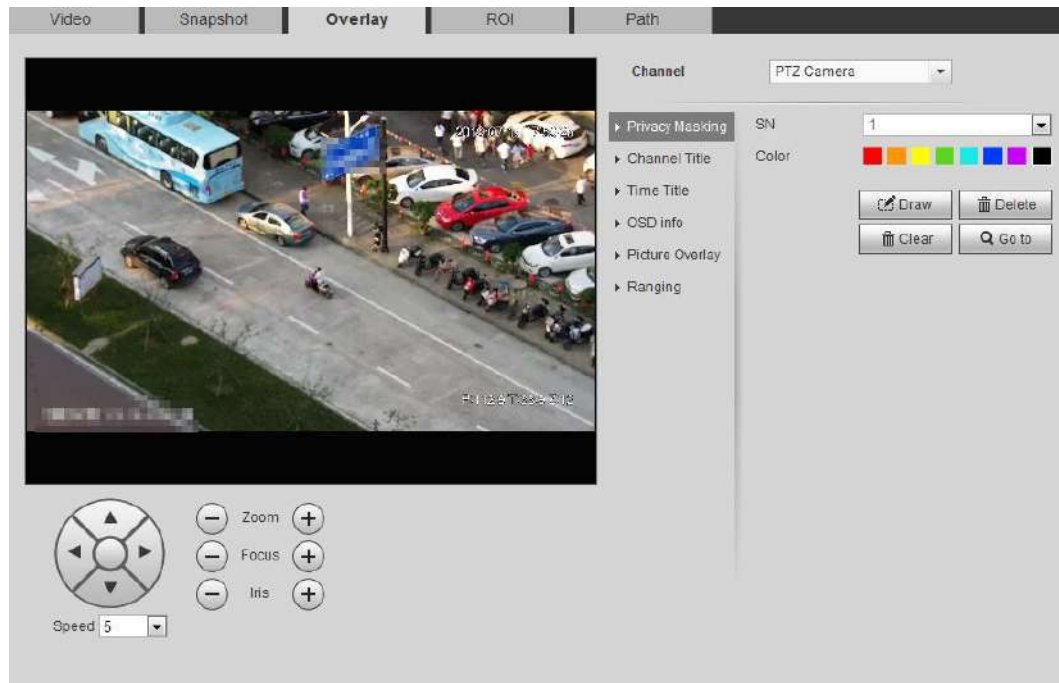 Video Snapshot Overlay ROI Path
Channel PTZ Camera
Privacy Masking
Channel Title
Time Title
OSD info
Picture Overlay
Ranging
SN 1
Color
Draw Delete
Clear Go to
Zoom
Focus
Iris
Speed 5